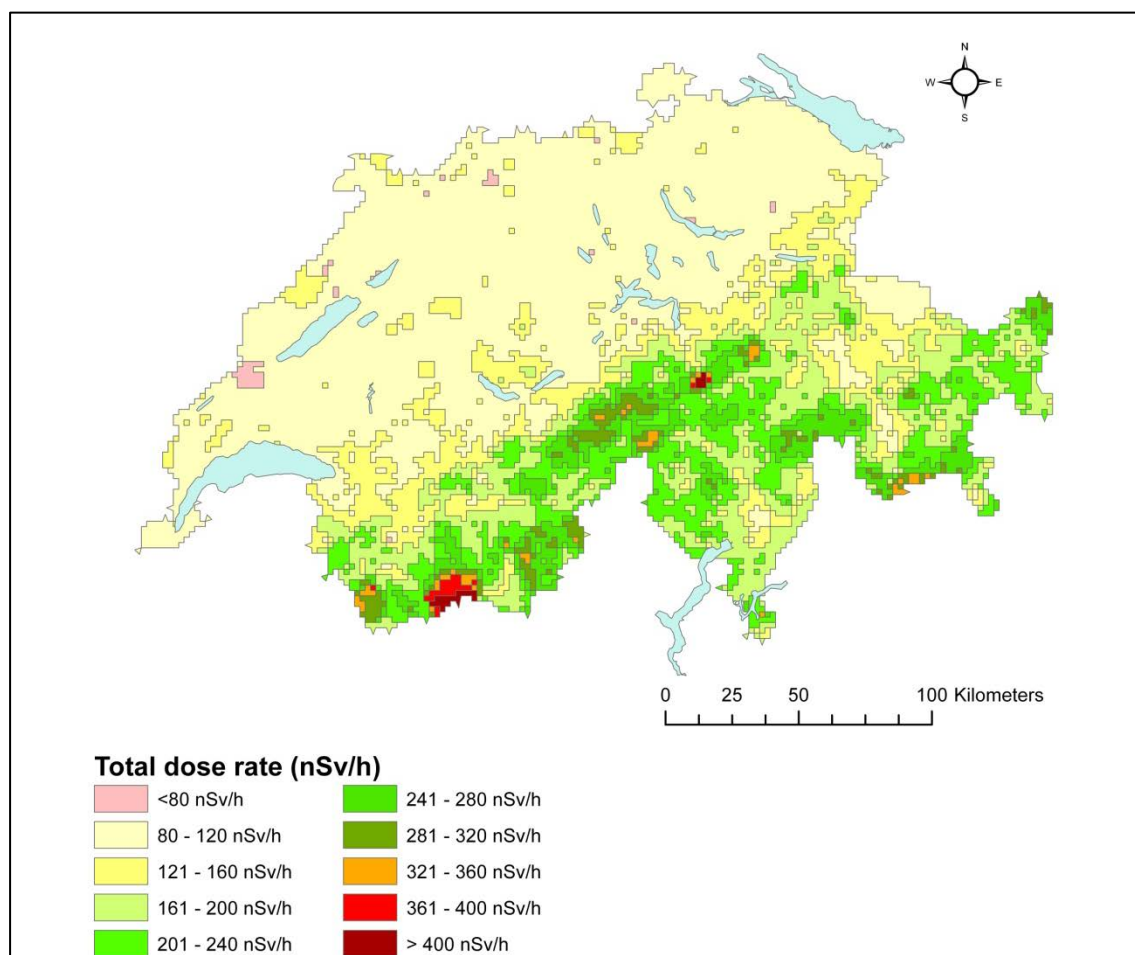 N
W E
S
0 25 50 100 Kilometers
Total dose rate (nSv/h)
<80 nSv/h
80 - 120 nSv/h
121 - 160 nSv/h
161 - 200 nSv/h
201 - 240 nSv/h
241 - 280 nSv/h
281 - 320 nSv/h
321 - 360 nSv/h
361 - 400 nSv/h
> 400 nSv/h